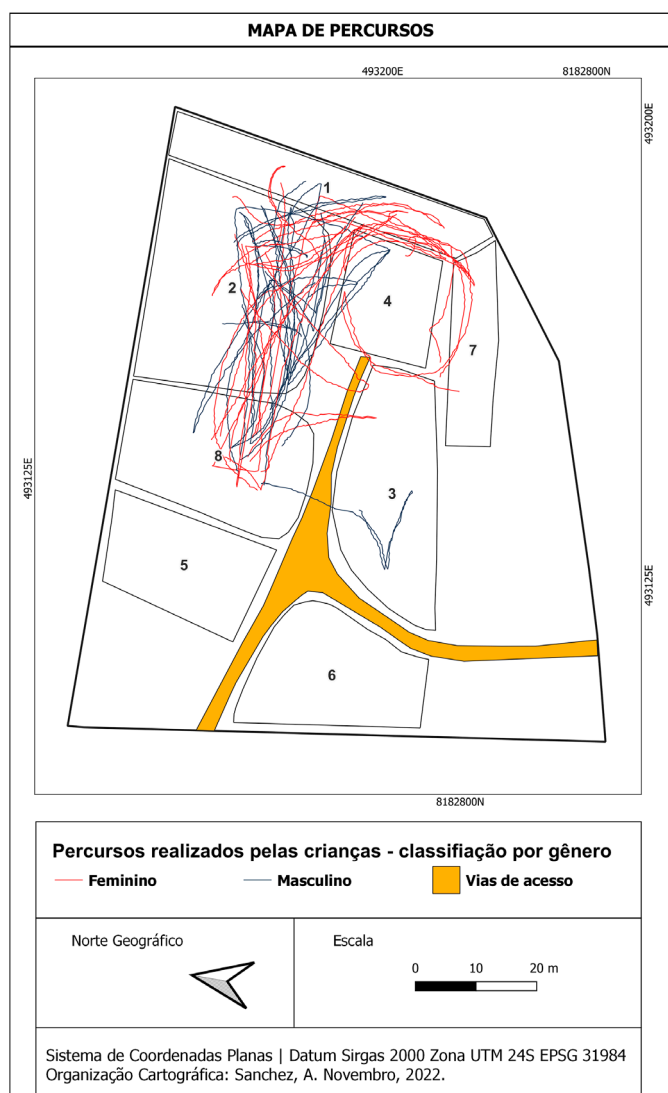 MAPA DE PERCURSOS
493200E
8182800N
493200E
1
2
4
7
8
3
493125E
493125E
5
6
8182800N
Percursos realizados pelas crianças - classifiação por gênero
Feminino
Masculino
Vias de acesso
Norte Geográfico
Escala
0 10 20 m
Sistema de Coordenadas Planas | Datum Sirgas 2000 Zona UTM 24S EPSG 31984
Organização Cartográfica: Sanchez, A. Novembro, 2022.